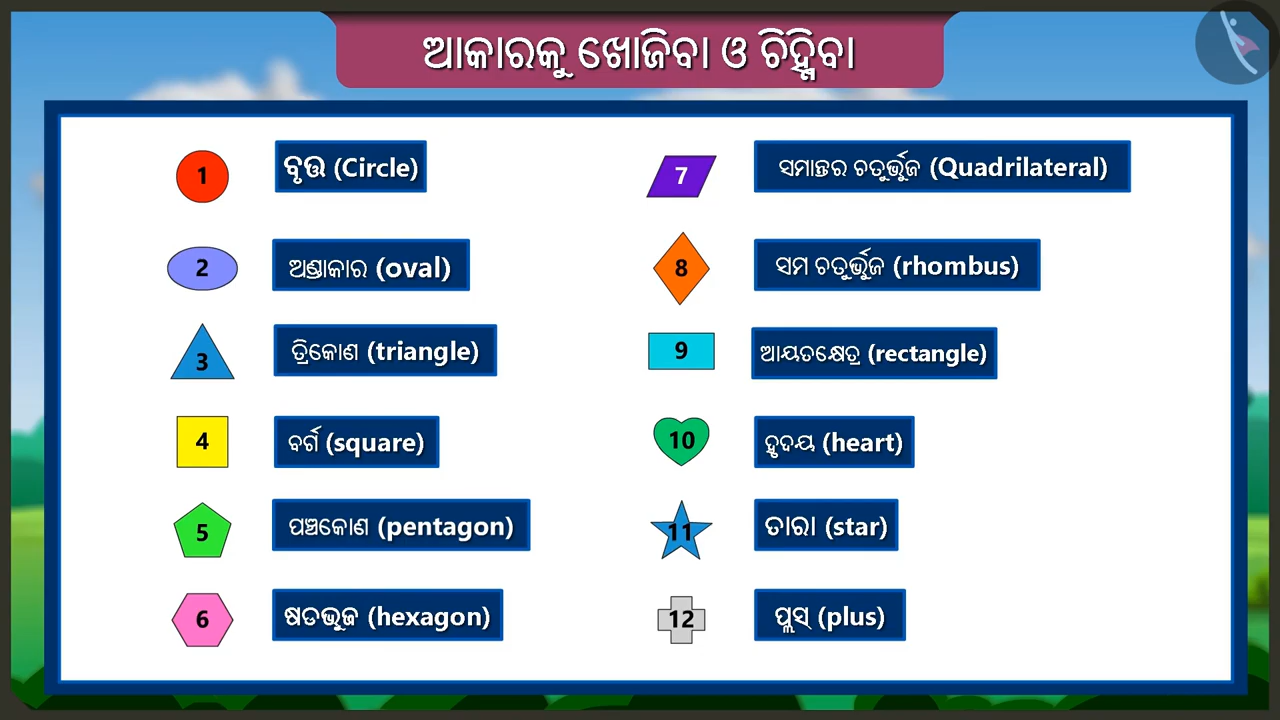 ଆକାରକୁ ଖୋଜିବା ଓ ଚିହ୍ନିବା
1 ବୃତ୍ତ (Circle)
2 ଅଣ୍ଡାକାର (oval)
3 ତ୍ରିକୋଣ (triangle)
4 ବର୍ଗ (square)
5 ପଞ୍ଚକୋଣ (pentagon)
6 ଷଡଭୂଜ (hexagon)
7 ସମାନ୍ତର ଚତୁର୍ଭୁଜ (Quadrilateral)
8 ସମ ଚତୁର୍ଭୁଜ (rhombus)
9 ଆୟତକ୍ଷେତ୍ର (rectangle)
10 ହୃଦୟ (heart)
11 ତାରା (star)
12 ପ୍ଲସ୍ (plus)